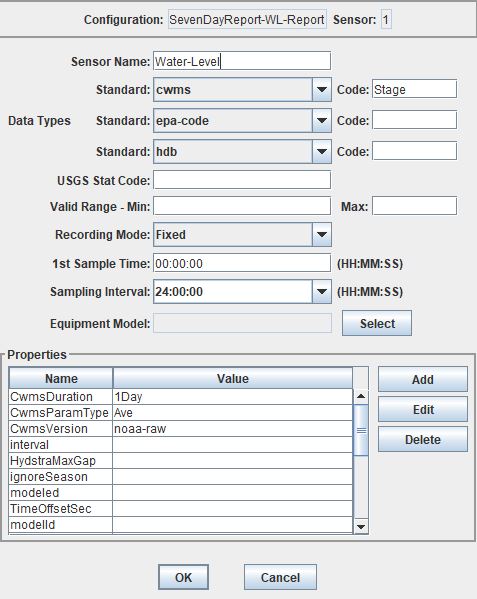 Configuration: SevenDayReport-WL-Report Sensor: 1
Sensor Name: Water-Level
Standard: cwms Code: Stage
Data Types Standard: epa-code Code:
Standard: hdb Code:
USGS Stat Code:
Valid Range - Min: Max:
Recording Mode: Fixed
1st Sample Time: 00:00:00 (HH:MM:SS)
Sampling Interval: 24:00:00 (HH:MM:SS)
Equipment Model: Select
Properties
Name Value Add
CwmsDuration 1Day
CwmsParamType Ave Edit
CwmsVersion noaa-raw
interval Delete
HydstraMaxGap
ignoreSeason
modeled
TimeOffsetSec
modelId
OK Cancel